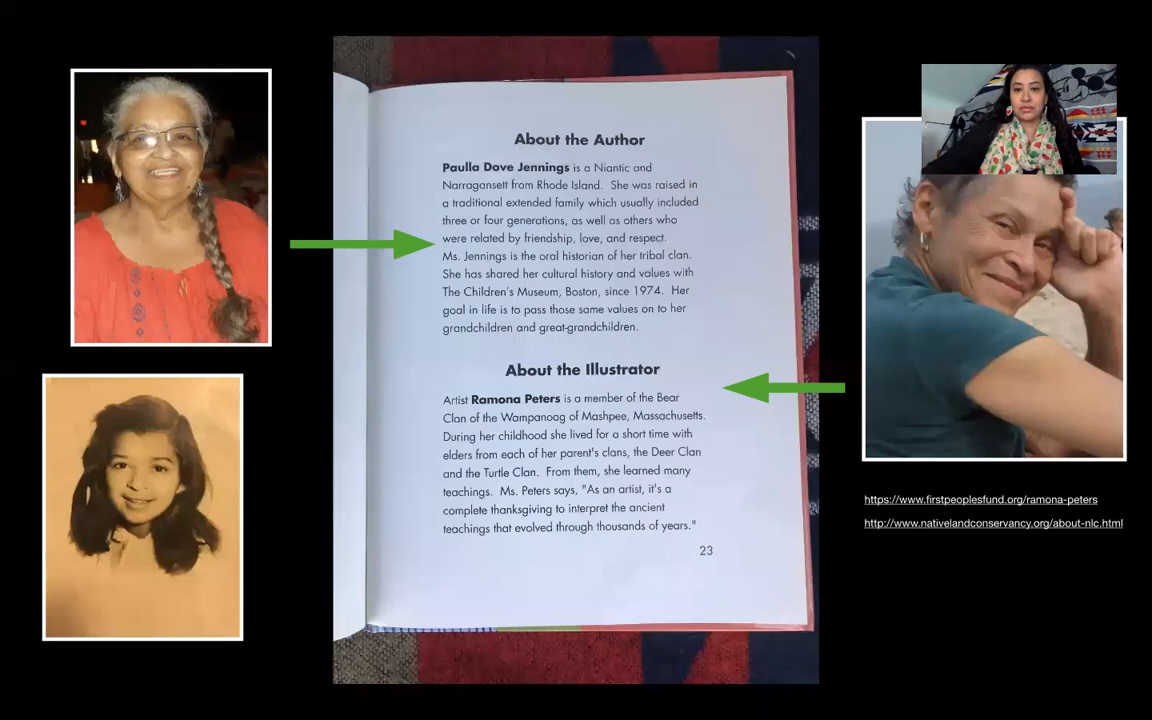 About the Author
Paulla Dove Jennings is a Niantic and
Narragansett from Rhode Island. She was raised in
a traditional extended family which usually included
three or four generations, as well as others who
were related by friendship, love, and respect.
Ms. Jennings is the oral historian of her tribal clan.
She has shared her cultural history and values with
The Children's Museum, Boston, since 1974. Her
goal in life is to pass those same values on to her
grandchildren and great-grandchildren.
About the Illustrator
Artist Ramona Peters is a member of the Bear
Clan of the Wampanoag of Mashpee, Massachusetts.
During her childhood she lived for a short time with
elders from each of her parent's clans, the Deer Clan
and the Turtle Clan. From them, she learned many
teachings. Ms. Peters says, "As an artist, it's a
complete thanksgiving to interpret the ancient
teachings that evolved through thousands of years."
23
https://www.firstpeoplesfund.org/ramona-peters
http://www.nativelandconservancy.org/about-nlc.html